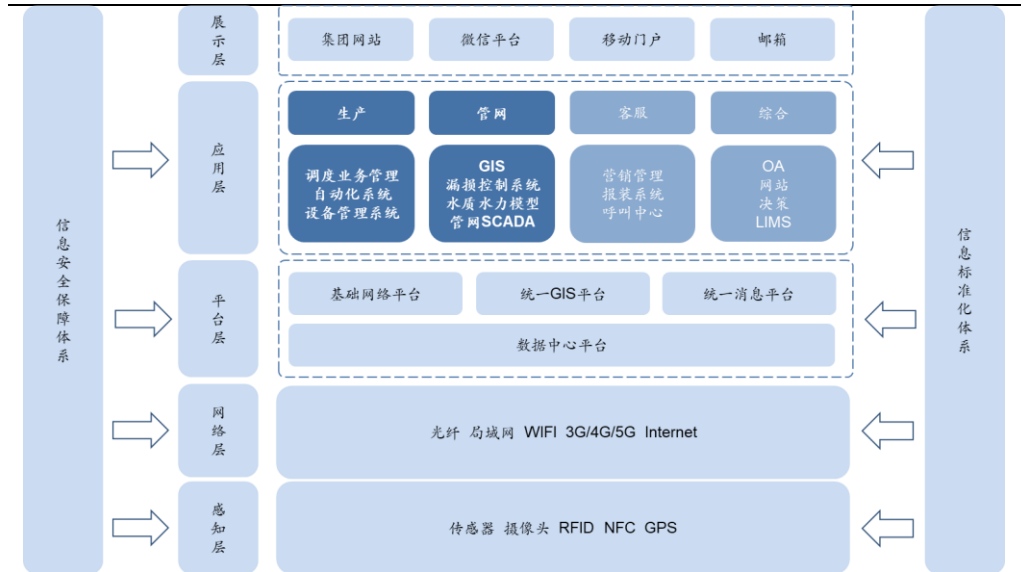 信息安全保障体系
展示层
集团网站
微信平台
移动门户
邮箱
应用层
生产
管网
客服
综合
调度业务管理
自动化系统
设备管理系统
GIS
漏损控制系统
水质水力模型
管网SCADA
营销管理
报装系统
呼叫中心
OA
网站
决策
LIMS
平台层
基础网络平台
统一GIS平台
统一消息平台
数据中心平台
网络层
光纤 局域网 WIFI 3G/4G/5G Internet
感知层
传感器 摄像头 RFID NFC GPS
信息标准化体系